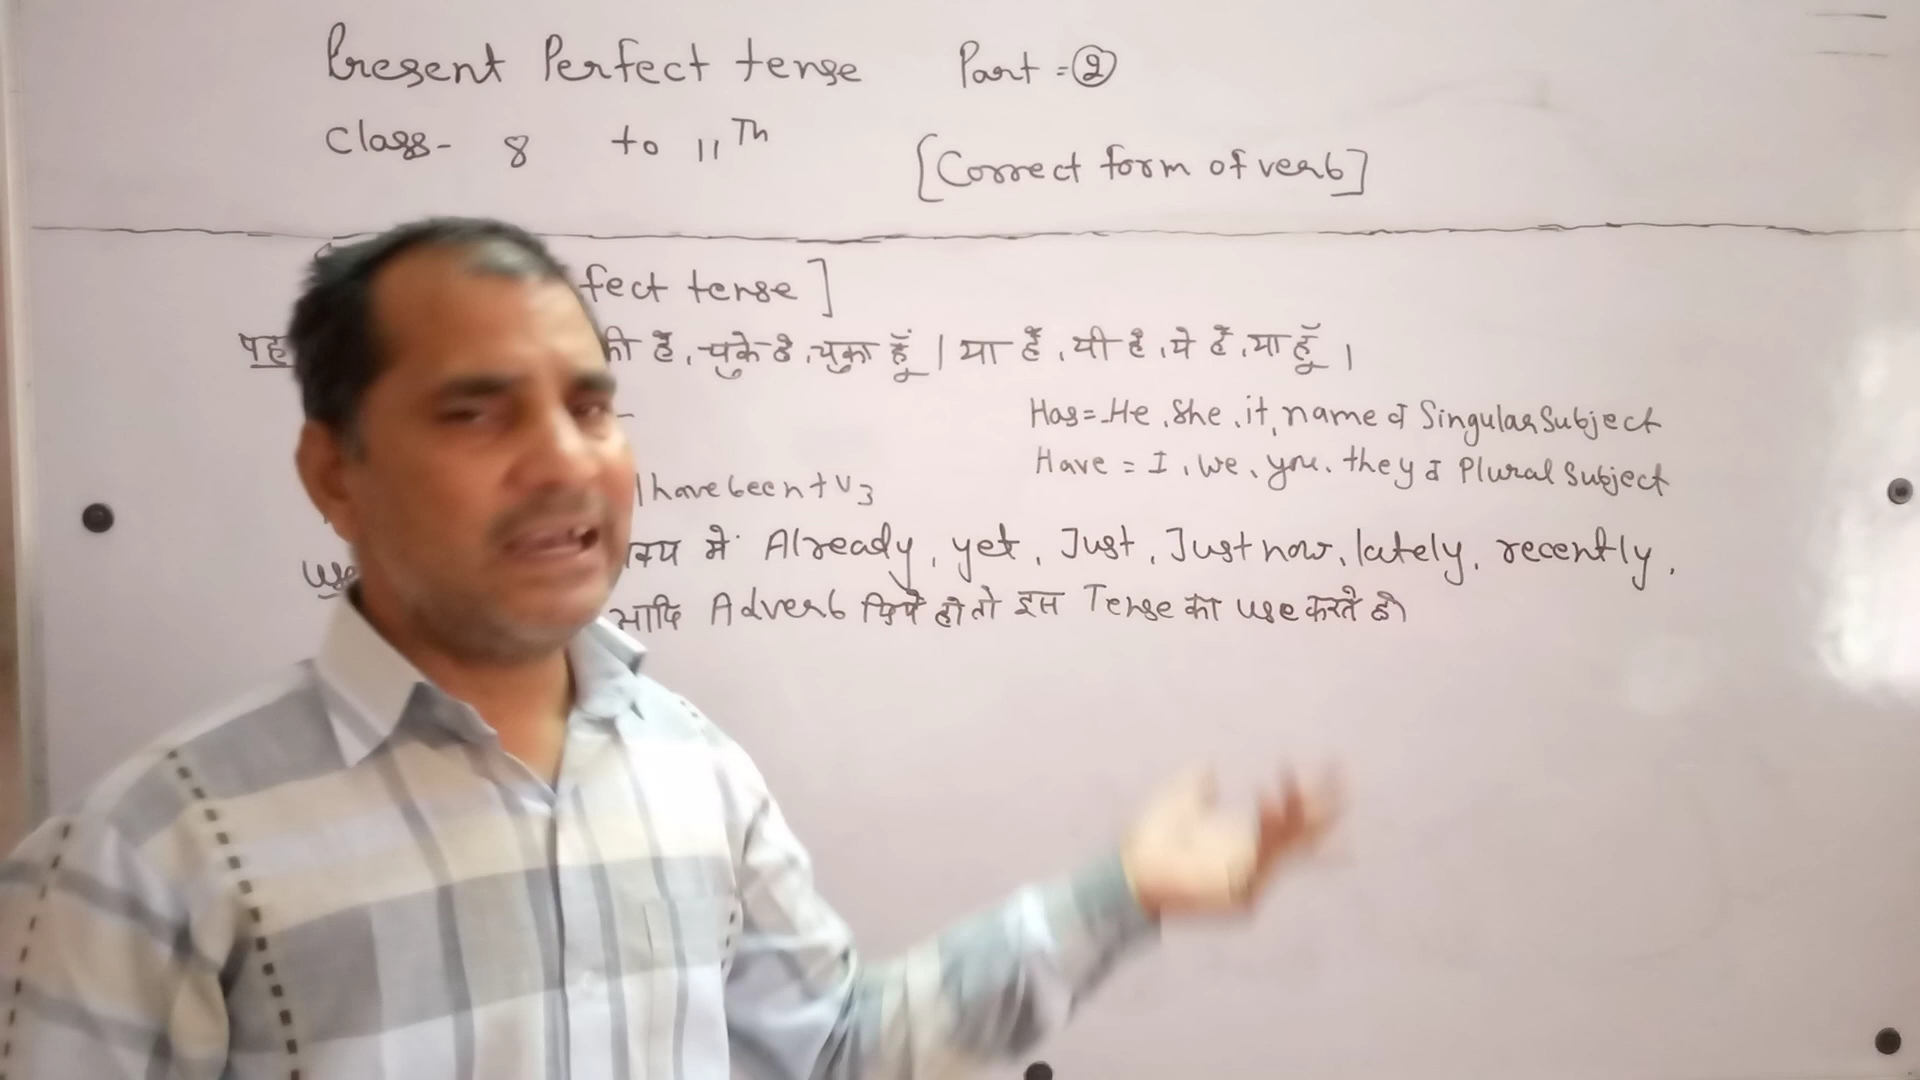 Present Perfect tense Part = ②
Class- 8 to 11Th
[Correct form of verb]
fect tense ]
पह की हैं, चुके है, चुका हूँ । या हैं, यी है, ये हैं, या हूँ ।
Has = He, She, it, name व Singular Subject
Have = I, We, you, they व Plural Subject
| have been + V3
में Already, yet, Just, Just now, lately, recently,
आदि Adverb दिये हो तो इस Tense का use करते हैं